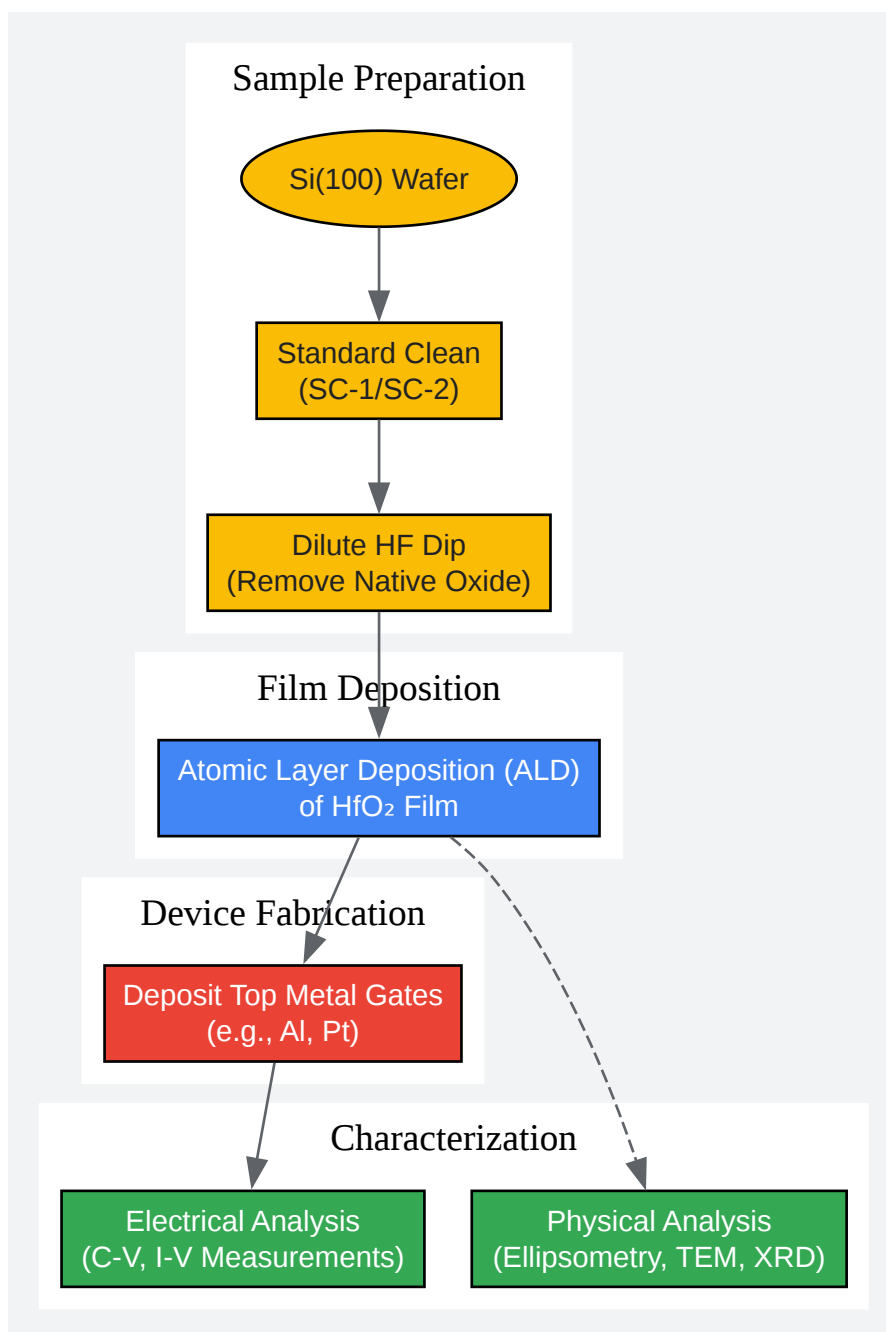 Sample Preparation
Si(100) Wafer
Standard Clean
(SC-1/SC-2)
Dilute HF Dip
(Remove Native Oxide)
Film Deposition
Atomic Layer Deposition (ALD)
of HfO₂ Film
Device Fabrication
Deposit Top Metal Gates
(e.g., Al, Pt)
Characterization
Electrical Analysis
(C-V, I-V Measurements)
Physical Analysis
(Ellipsometry, TEM, XRD)